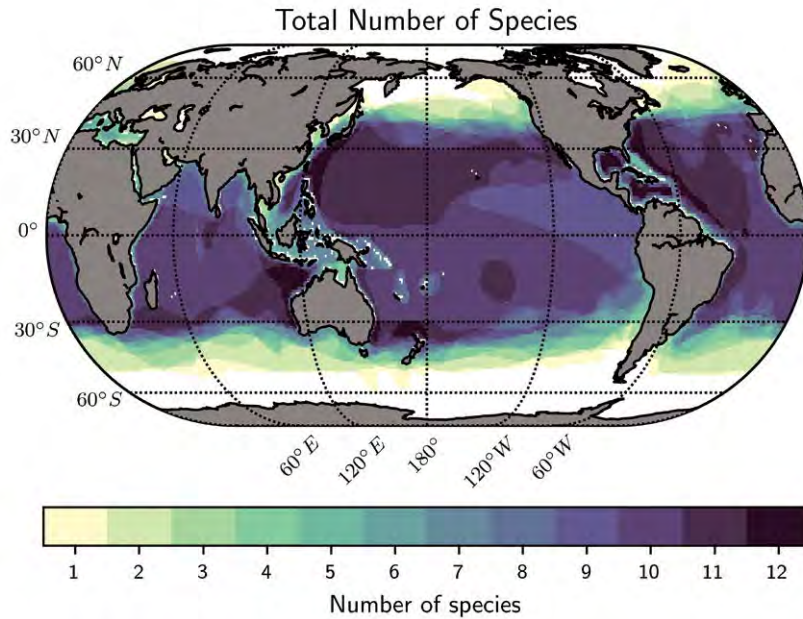 Total Number of Species
60°N
30°N
0°
30°S
60°S
60°E 120°E 180° 120°W 60°W
1 2 3 4 5 6 7 8 9 10 11 12
Number of species